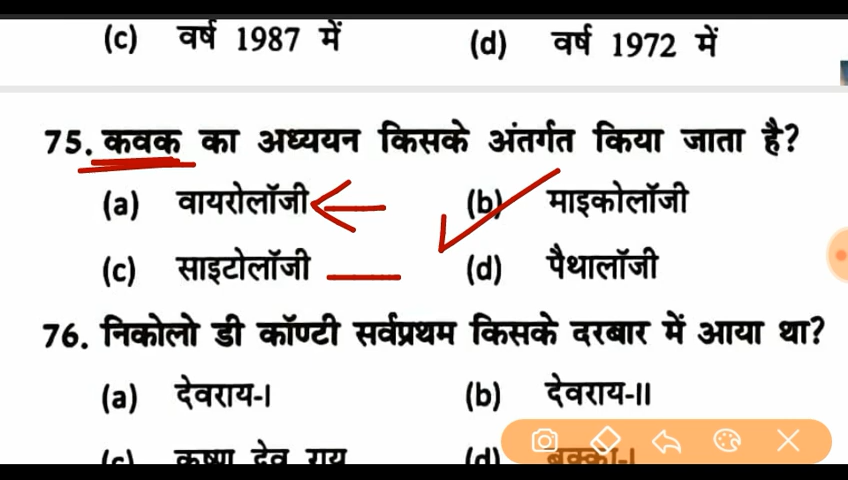 (c) वर्ष 1987 में (d) वर्ष 1972 में
75. कवक का अध्ययन किसके अंतर्गत किया जाता है?
(a) वायरोलॉजी (b) माइकोलॉजी
(c) साइटोलॉजी (d) पैथालॉजी
76. निकोलो डी कॉण्टी सर्वप्रथम किसके दरबार में आया था?
(a) देवराय-I (b) देवराय-II
(c) कृष्ण देव राय (d) बुक्का-I